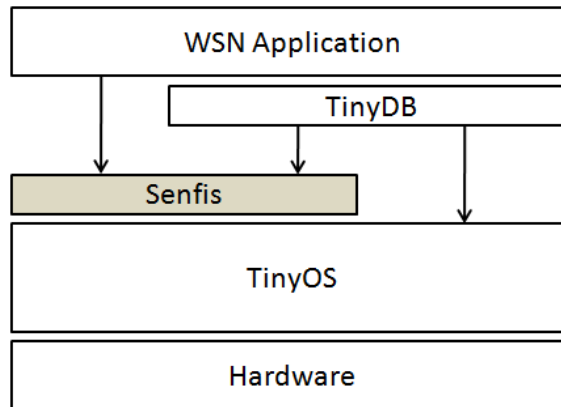 WSN Application
TinyDB
Senfis
TinyOS
Hardware